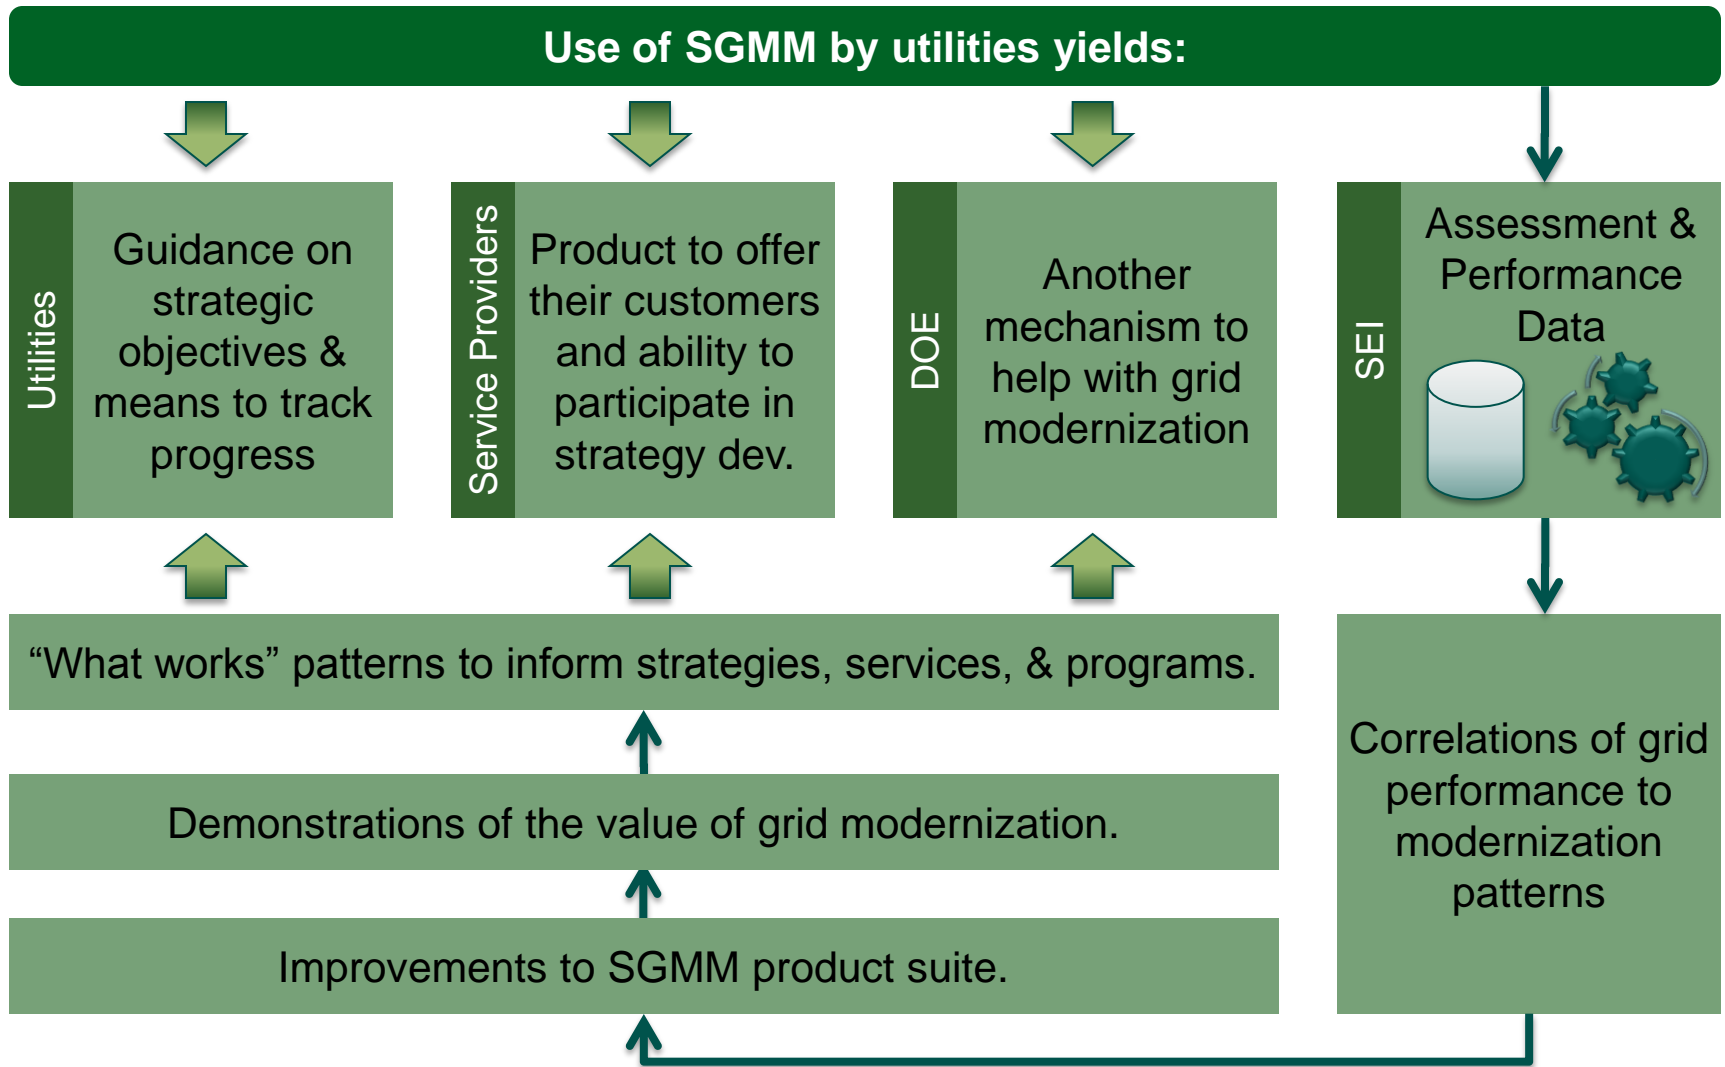 Use of SGMM by utilities yields:
Utilities
Guidance on
strategic
objectives &
means to track
progress
Service Providers
Product to offer
their customers
and ability to
participate in
strategy dev.
DOE
Another
mechanism to
help with grid
modernization
SEI
Assessment &
Performance
Data
“What works” patterns to inform strategies, services, & programs.
Demonstrations of the value of grid modernization.
Improvements to SGMM product suite.
Correlations of grid
performance to
modernization
patterns